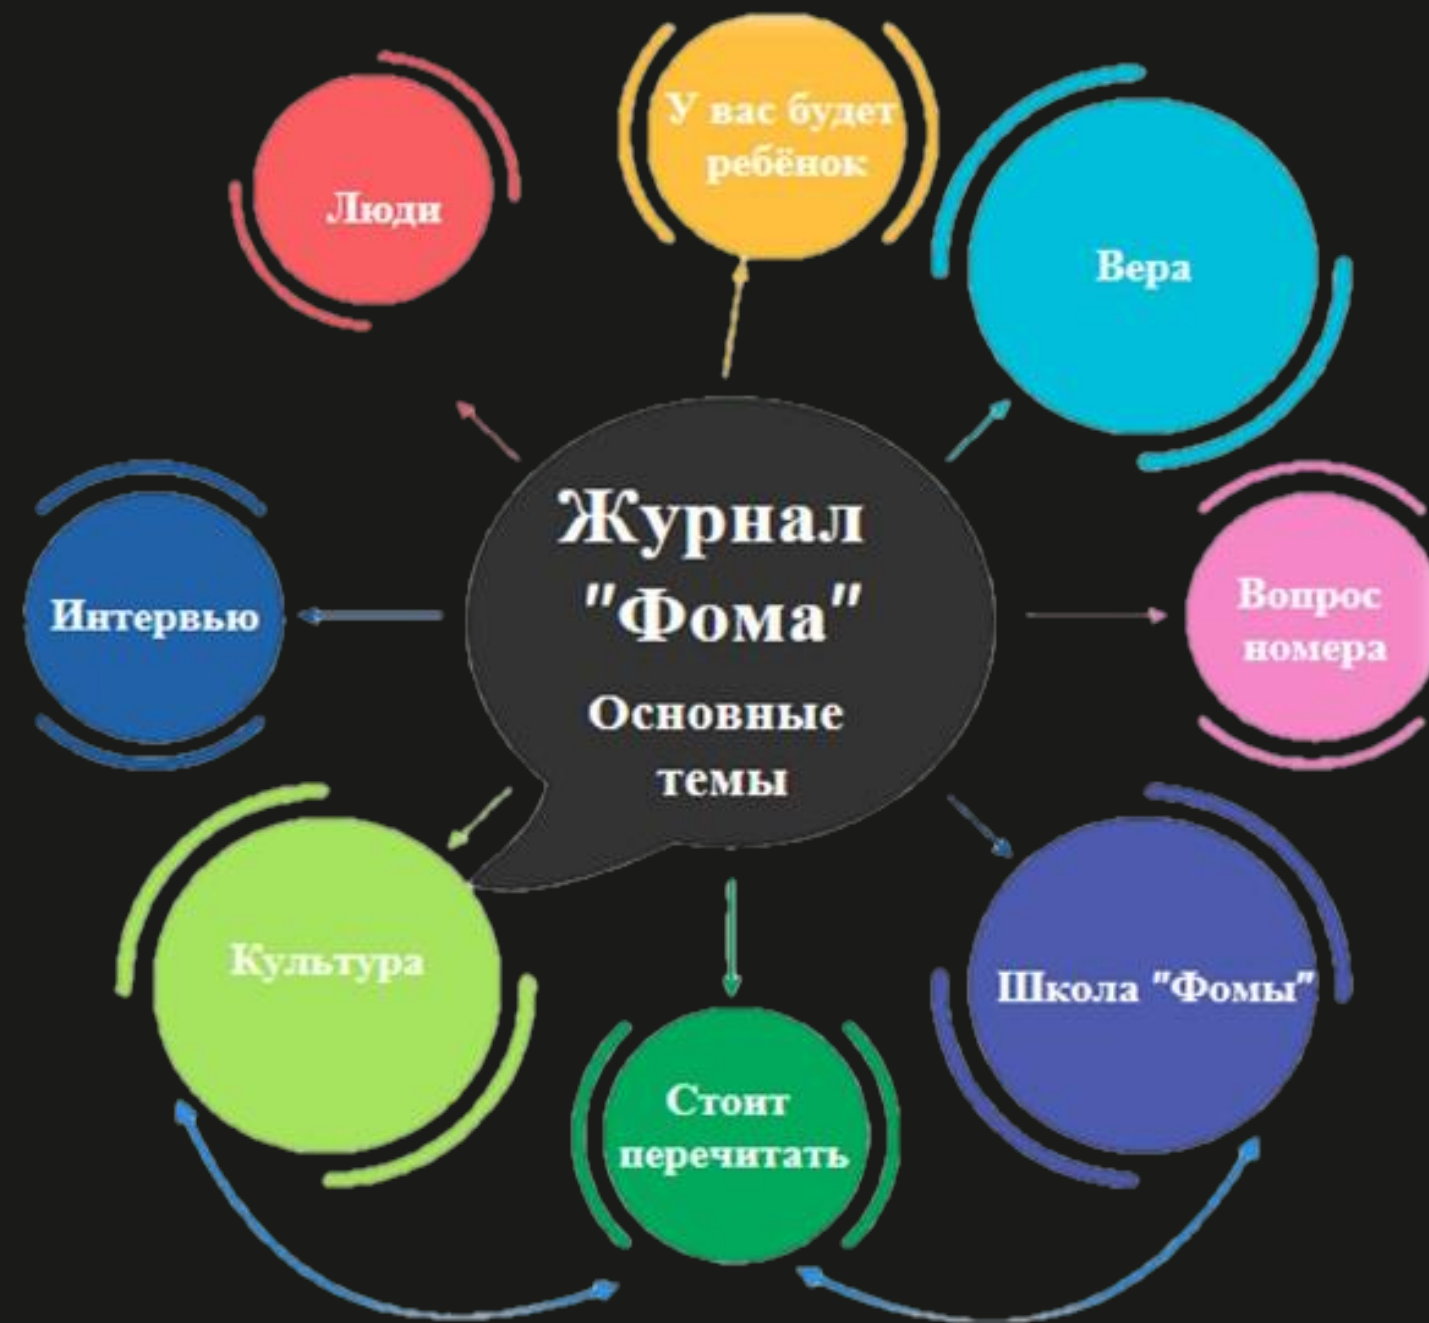 Люди
У вас будет
ребёнок
Вера
Журнал
"Фома"
Основные
темы
Интервью
Вопрос
номера
Культура
Школа "Фомы"
Стоит
перечитать